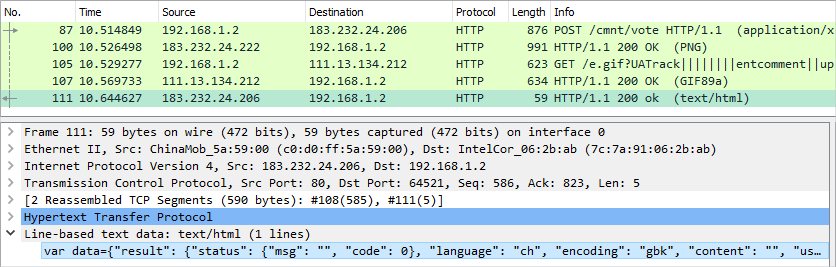 No. Time Source Destination Protocol Length Info
87 10.514849 192.168.1.2 183.232.24.206 HTTP 876 POST /cmnt/vote HTTP/1.1 (application/x
100 10.526498 183.232.24.222 192.168.1.2 HTTP 991 HTTP/1.1 200 OK (PNG)
105 10.529277 192.168.1.2 111.13.134.212 HTTP 623 GET /e.gif?UATrack||||||||entcomment||up
107 10.569733 111.13.134.212 192.168.1.2 HTTP 634 HTTP/1.1 200 OK (GIF89a)
111 10.644627 183.232.24.206 192.168.1.2 HTTP 59 HTTP/1.1 200 ok (text/html)
Frame 111: 59 bytes on wire (472 bits), 59 bytes captured (472 bits) on interface 0
Ethernet II, Src: ChinaMob_5a:59:00 (c0:d0:ff:5a:59:00), Dst: IntelCor_06:2b:ab (7c:7a:91:06:2b:ab)
Internet Protocol Version 4, Src: 183.232.24.206, Dst: 192.168.1.2
Transmission Control Protocol, Src Port: 80, Dst Port: 64521, Seq: 586, Ack: 823, Len: 5
[2 Reassembled TCP Segments (590 bytes): #108(585), #111(5)]
Hypertext Transfer Protocol
Line-based text data: text/html (1 lines)
var data={"result": {"status": {"msg": "", "code": 0}, "language": "ch", "encoding": "gbk", "content": "", "us...